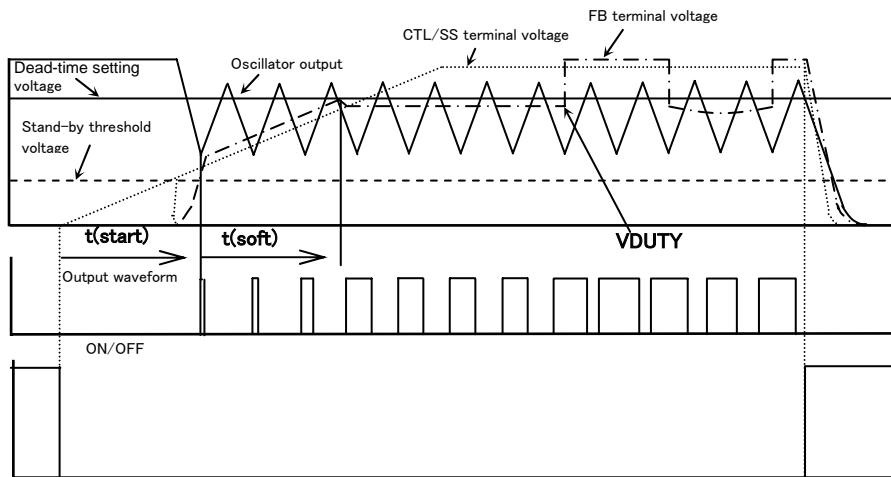 FB terminal voltage
CTL/SS terminal voltage
Dead-time setting
voltage
Oscillator output
Stand-by threshold
voltage
t(start)
t(soft)
VDUTY
Output waveform
ON/OFF